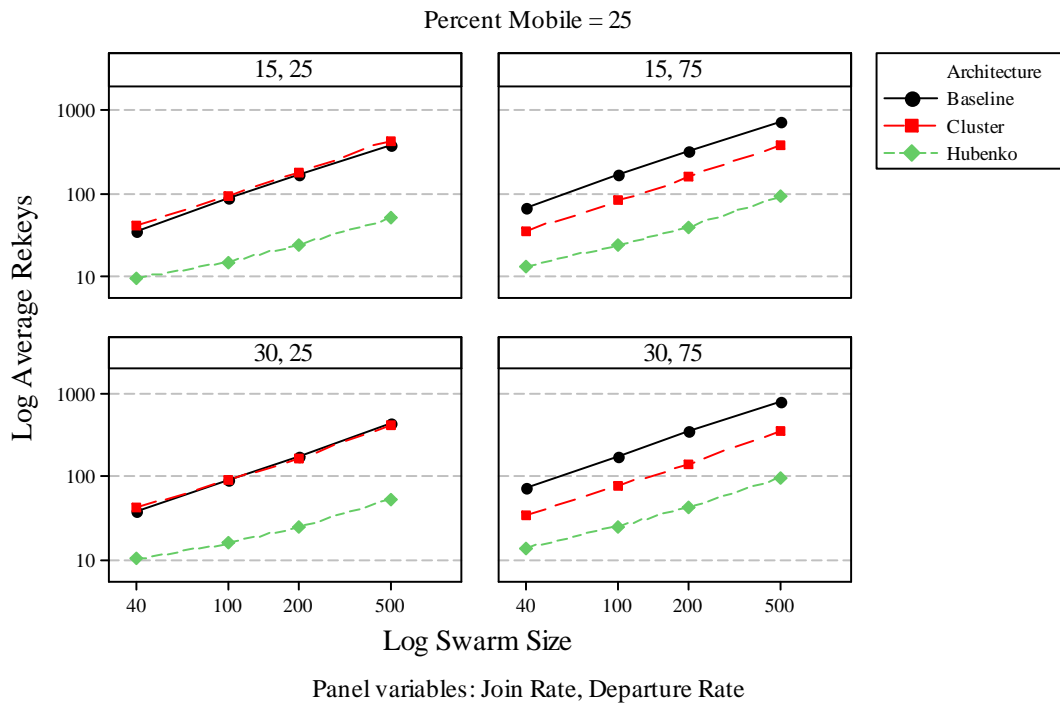 Percent Mobile = 25
15, 25
15, 75
1000
100
10
30, 25
30, 75
1000
100
10
40 100 200 500
40 100 200 500
Log Average Rekeys
Log Swarm Size
Panel variables: Join Rate, Departure Rate
Architecture
Baseline
Cluster
Hubenko